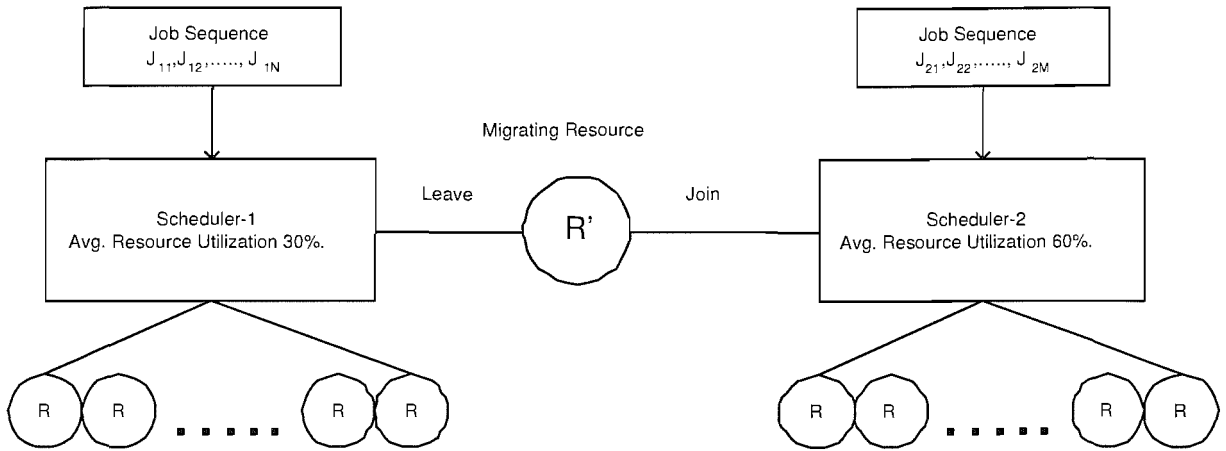 Job Sequence
J11,J12,....., J1N
Job Sequence
J21,J22,....., J2M
Migrating Resource
Leave
Join
Scheduler-1
Avg. Resource Utilization 30%.
R'
Scheduler-2
Avg. Resource Utilization 60%.
R
R
R
R
R
R
R
R